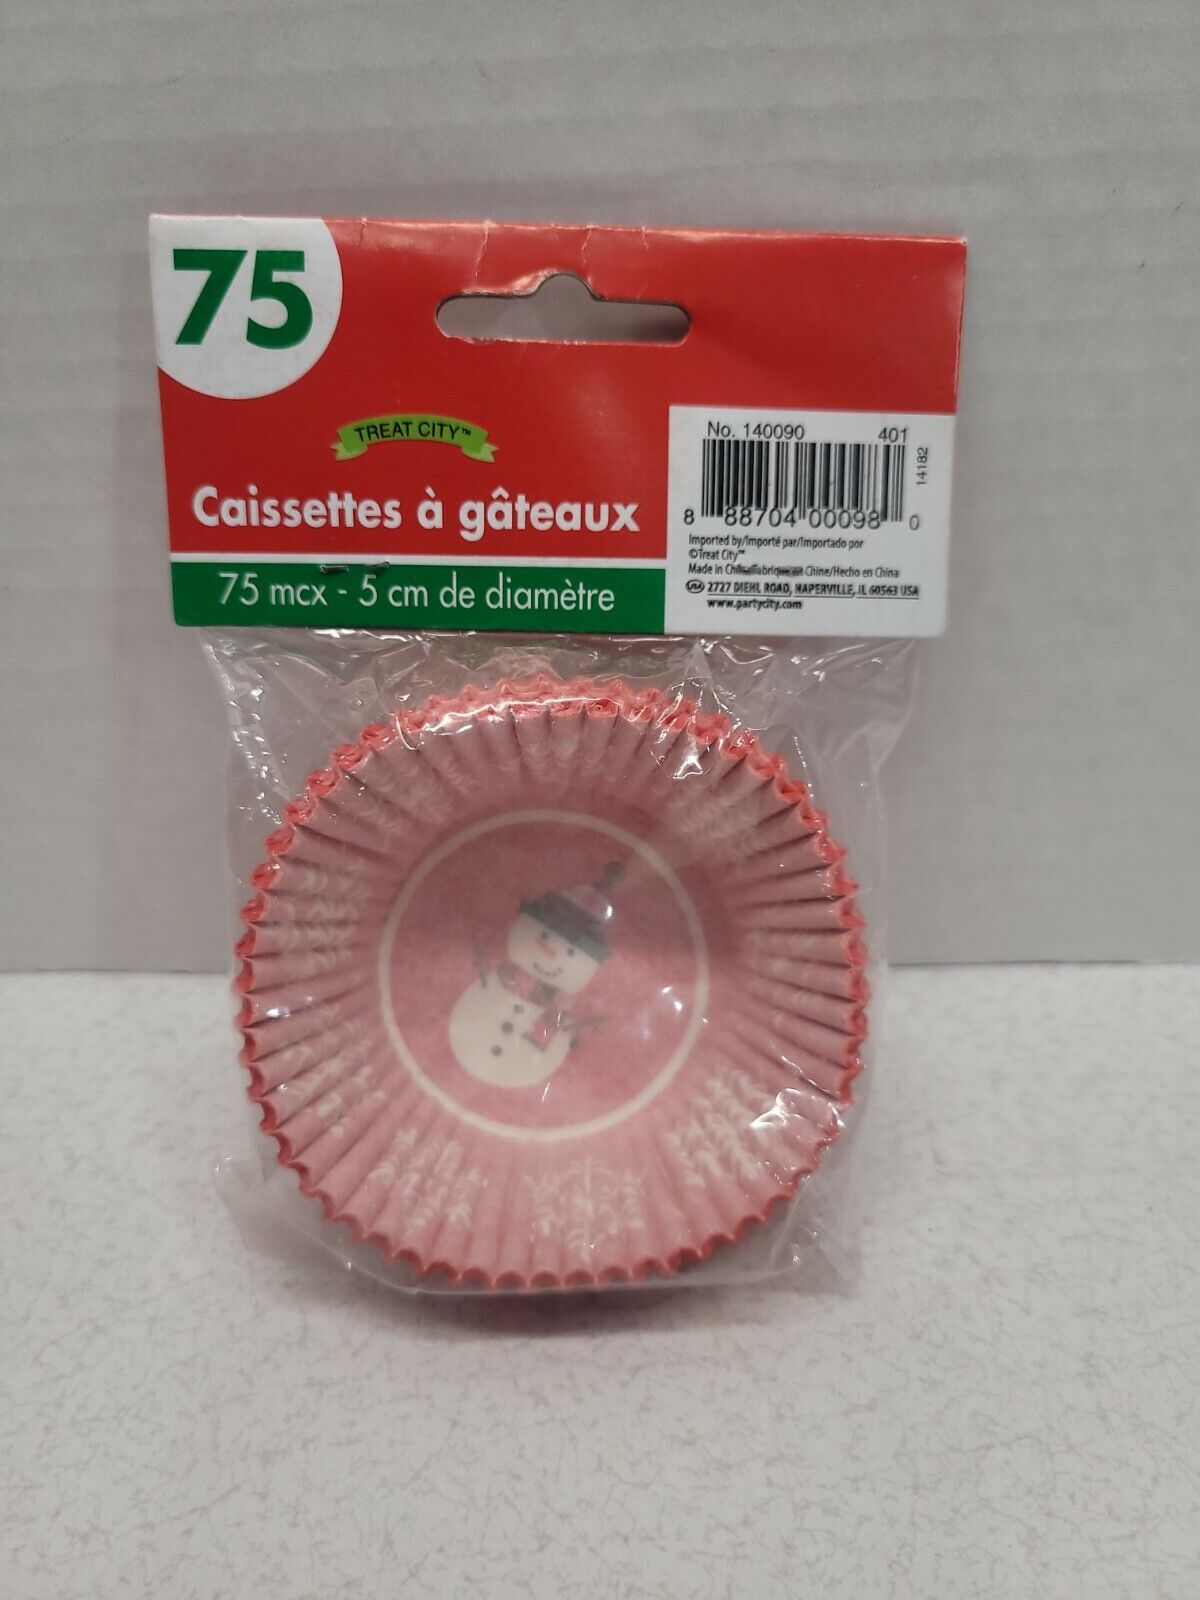 75
TREAT CITY™
Caissettes à gâteaux
75 mcx - 5 cm de diamètre
No. 140090 401
14182
8 88704 00098 0
Imported by/Importé par/Importado por
©Treat City™
Made in Chine/Hecho en China
USA 2727 DIEHL ROAD, NAPERVILLE, IL 60563 USA
www.partycity.com